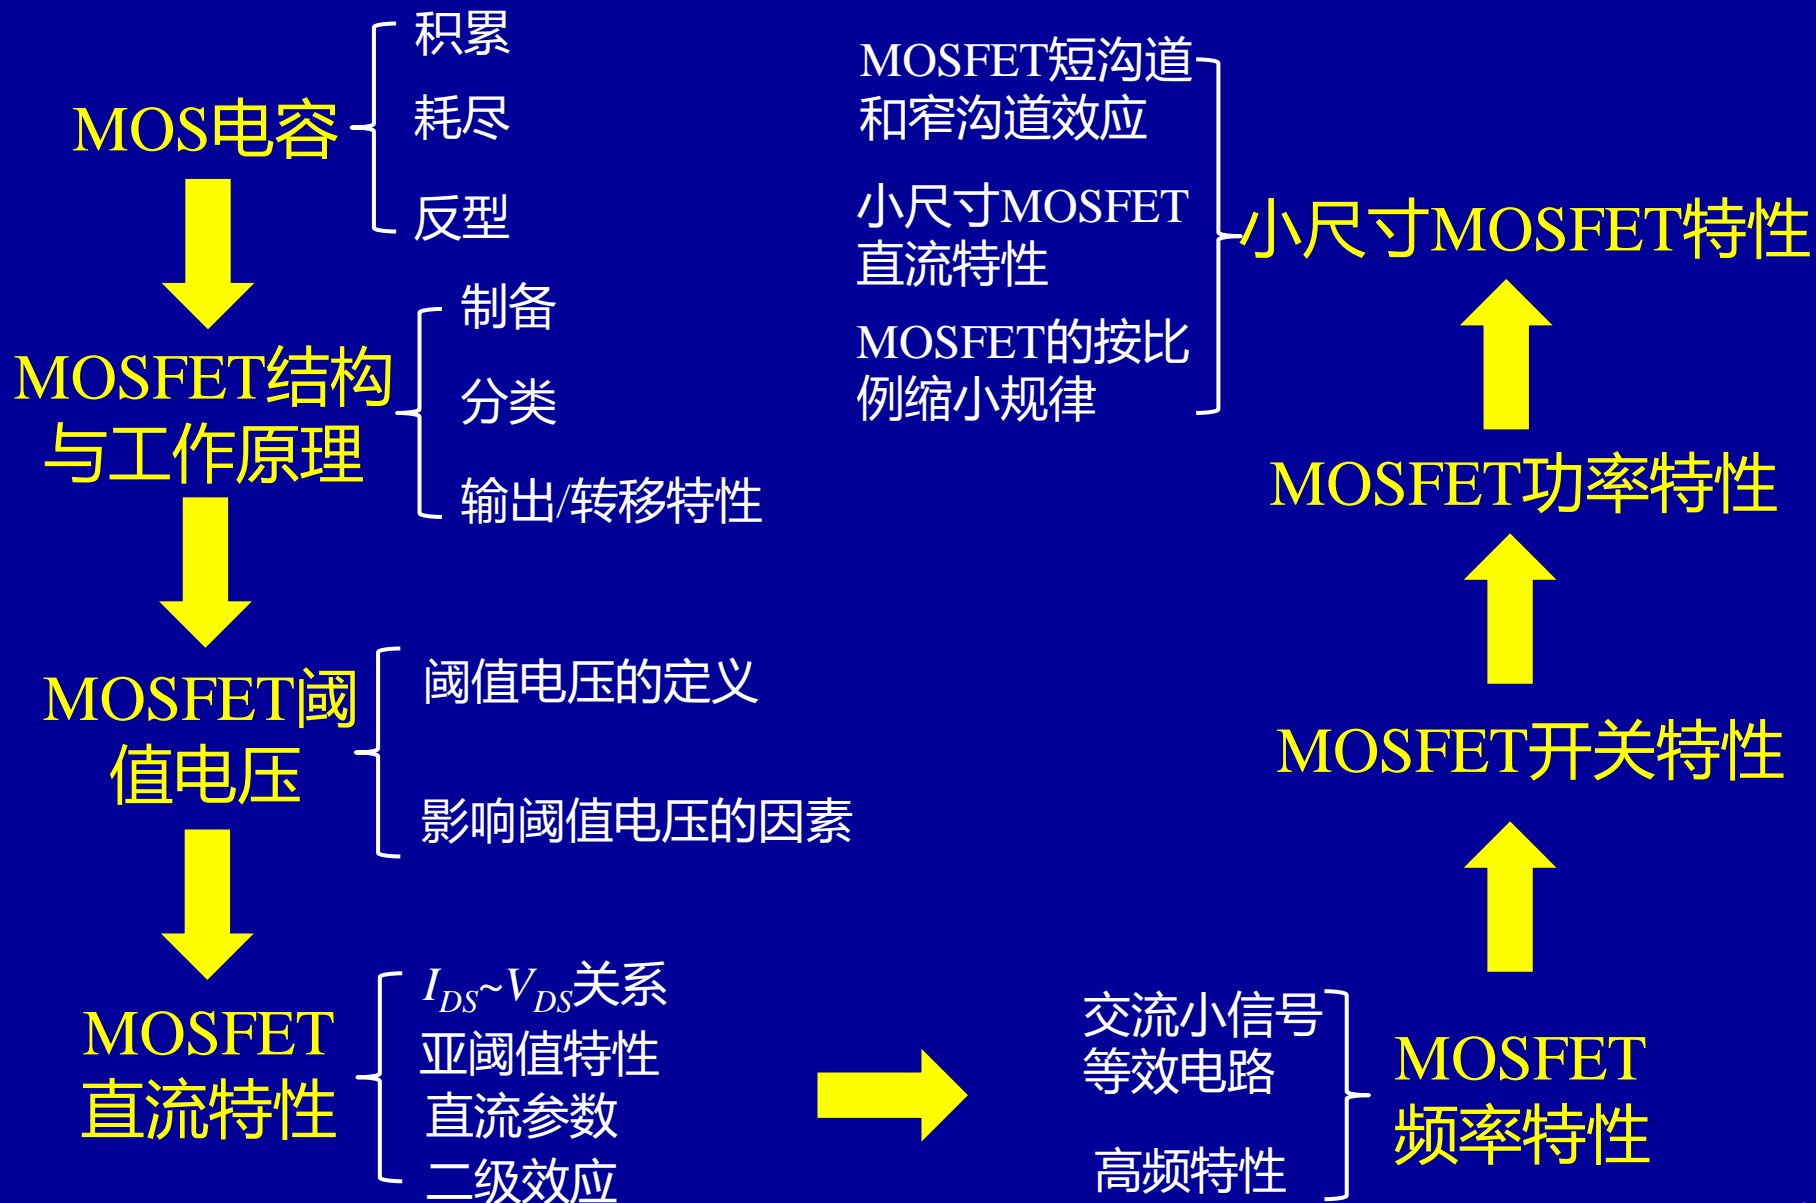 MOS电容
积累
耗尽
反型
MOSFET结构
与工作原理
制备
分类
输出/转移特性
MOSFET阈
值电压
阈值电压的定义
影响阈值电压的因素
MOSFET
直流特性
I_DS~V_DS关系
亚阈值特性
直流参数
二级效应
交流小信号
等效电路
高频特性
MOSFET
频率特性
MOSFET开关特性
MOSFET功率特性
小尺寸MOSFET特性
MOSFET短沟道
和窄沟道效应
小尺寸MOSFET
直流特性
MOSFET的按比
例缩小规律